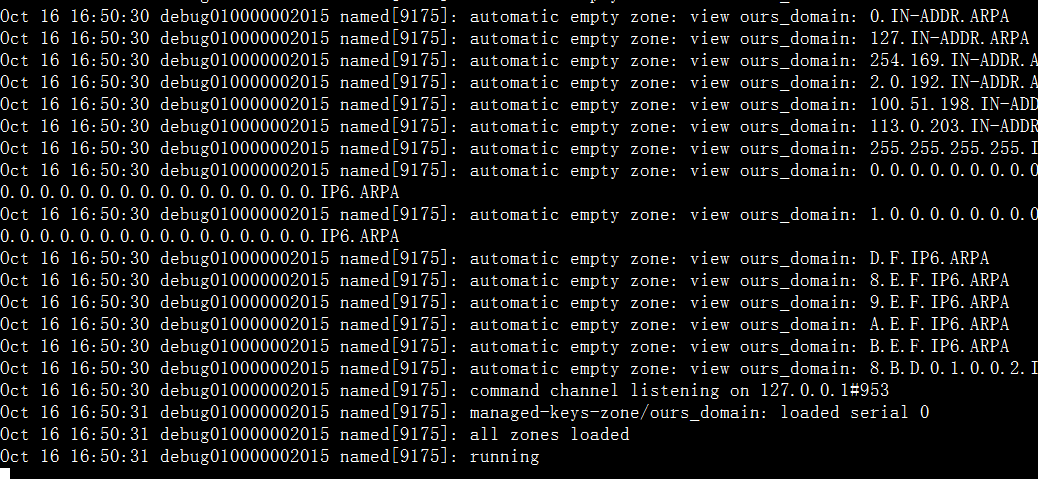 Oct 16 16:50:30 debug010000002015 named[9175]: automatic empty zone: view ours_domain: 0.IN-ADDR.ARPA
Oct 16 16:50:30 debug010000002015 named[9175]: automatic empty zone: view ours_domain: 127.IN-ADDR.ARPA
Oct 16 16:50:30 debug010000002015 named[9175]: automatic empty zone: view ours_domain: 254.169.IN-ADDR.A
Oct 16 16:50:30 debug010000002015 named[9175]: automatic empty zone: view ours_domain: 2.0.192.IN-ADDR.A
Oct 16 16:50:30 debug010000002015 named[9175]: automatic empty zone: view ours_domain: 100.51.198.IN-ADD
Oct 16 16:50:30 debug010000002015 named[9175]: automatic empty zone: view ours_domain: 113.0.203.IN-ADDR
Oct 16 16:50:30 debug010000002015 named[9175]: automatic empty zone: view ours_domain: 255.255.255.255.I
Oct 16 16:50:30 debug010000002015 named[9175]: automatic empty zone: view ours_domain: 0.0.0.0.0.0.0.0.0
0.0.0.0.0.0.0.0.0.0.0.0.0.0.0.0.IP6.ARPA
Oct 16 16:50:30 debug010000002015 named[9175]: automatic empty zone: view ours_domain: 1.0.0.0.0.0.0.0.0
0.0.0.0.0.0.0.0.0.0.0.0.0.0.0.0.IP6.ARPA
Oct 16 16:50:30 debug010000002015 named[9175]: automatic empty zone: view ours_domain: D.F.IP6.ARPA
Oct 16 16:50:30 debug010000002015 named[9175]: automatic empty zone: view ours_domain: 8.E.F.IP6.ARPA
Oct 16 16:50:30 debug010000002015 named[9175]: automatic empty zone: view ours_domain: 9.E.F.IP6.ARPA
Oct 16 16:50:30 debug010000002015 named[9175]: automatic empty zone: view ours_domain: A.E.F.IP6.ARPA
Oct 16 16:50:30 debug010000002015 named[9175]: automatic empty zone: view ours_domain: B.E.F.IP6.ARPA
Oct 16 16:50:30 debug010000002015 named[9175]: automatic empty zone: view ours_domain: 8.B.D.0.1.0.0.2.I
Oct 16 16:50:30 debug010000002015 named[9175]: command channel listening on 127.0.0.1#953
Oct 16 16:50:31 debug010000002015 named[9175]: managed-keys-zone/ours_domain: loaded serial 0
Oct 16 16:50:31 debug010000002015 named[9175]: all zones loaded
Oct 16 16:50:31 debug010000002015 named[9175]: running